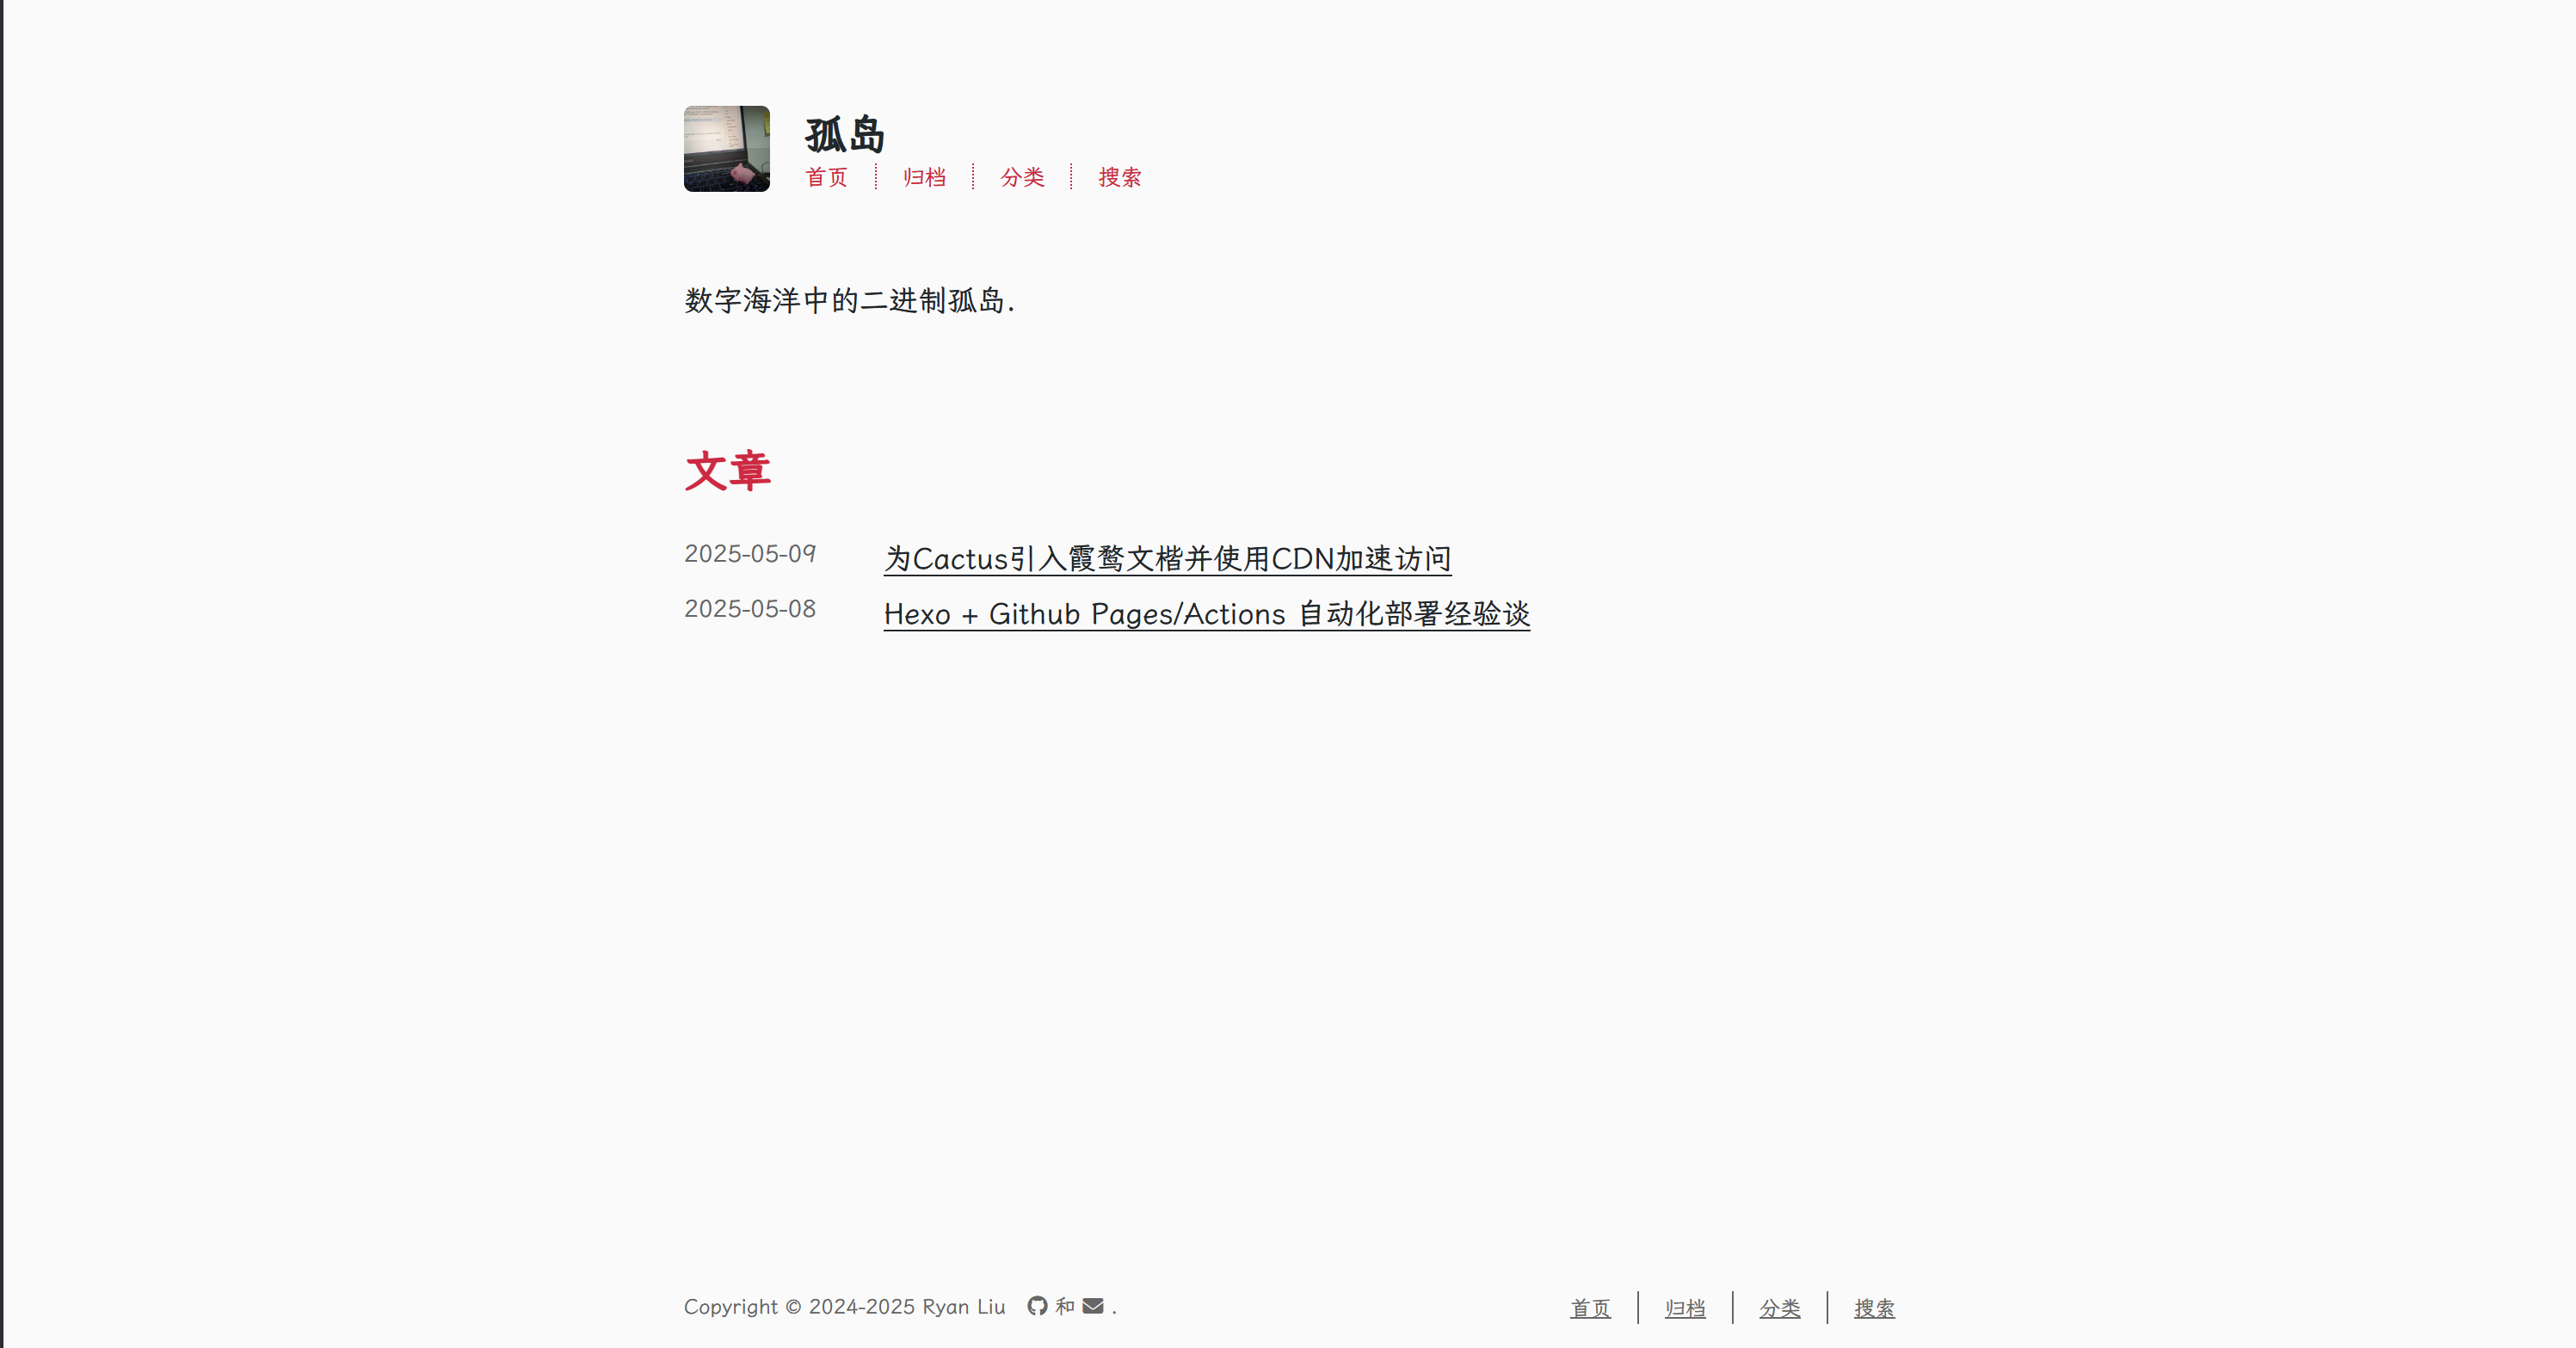 孤岛
首页 归档 分类 搜索
数字海洋中的二进制孤岛.
文章
2025-05-09 为Cactus引入霞鹜文楷并使用CDN加速访问
2025-05-08 Hexo + Github Pages/Actions 自动化部署经验谈
Copyright © 2024-2025 Ryan Liu 和 . 首页 归档 分类 搜索